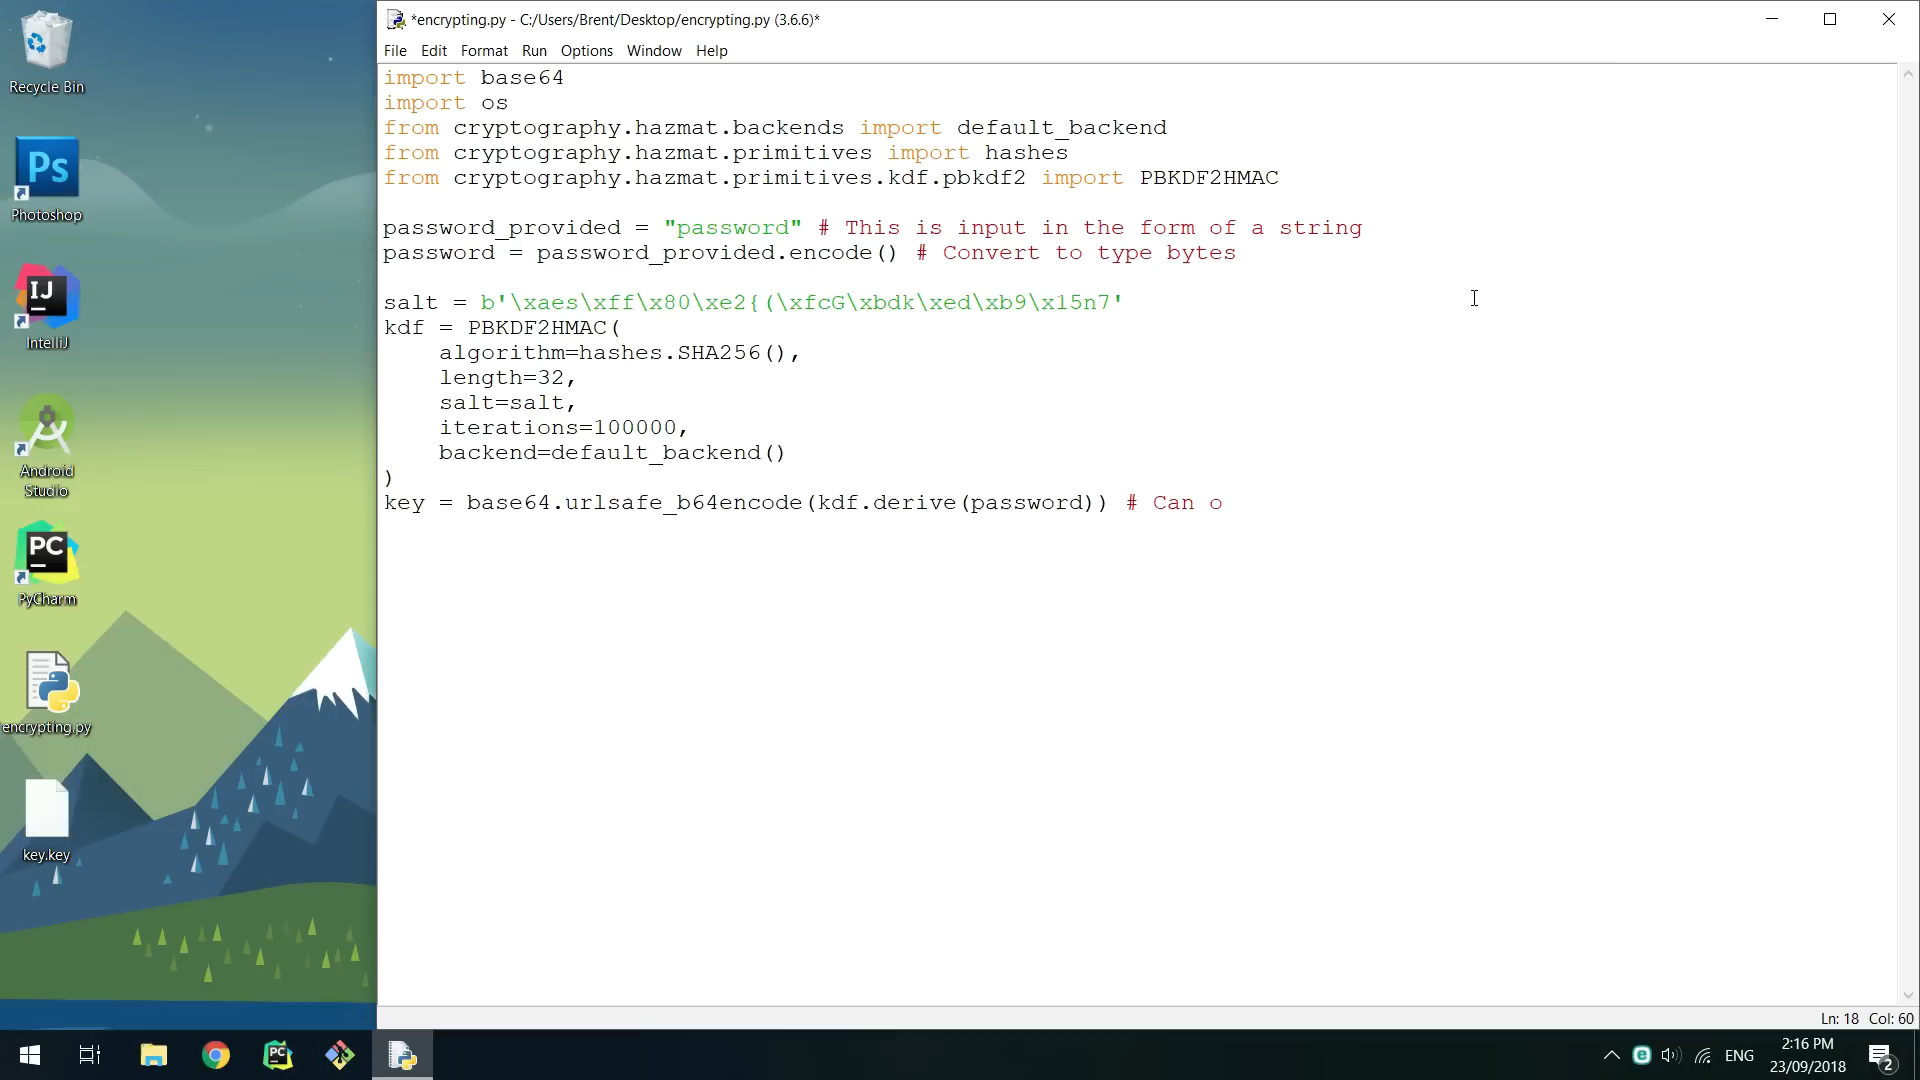 Recycle Bin
Ps
Photoshop
IJ
IntelliJ
Android
Studio
PC
PyCharm
encrypting.py
key.key
*encrypting.py - C:/Users/Brent/Desktop/encrypting.py (3.6.6)*
File Edit Format Run Options Window Help
import base64
import os
from cryptography.hazmat.backends import default_backend
from cryptography.hazmat.primitives import hashes
from cryptography.hazmat.primitives.kdf.pbkdf2 import PBKDF2HMAC
password_provided = "password" # This is input in the form of a string
password = password_provided.encode() # Convert to type bytes
salt = b'\xaes\xff\x80\xe2{(\xfcG\xbdk\xed\xb9\x15n7'
kdf = PBKDF2HMAC(
    algorithm=hashes.SHA256(),
    length=32,
    salt=salt,
    iterations=100000,
    backend=default_backend()
)
key = base64.urlsafe_b64encode(kdf.derive(password)) # Can o
Ln: 18 Col: 60
PC
ENG
2:16 PM
23/09/2018
2